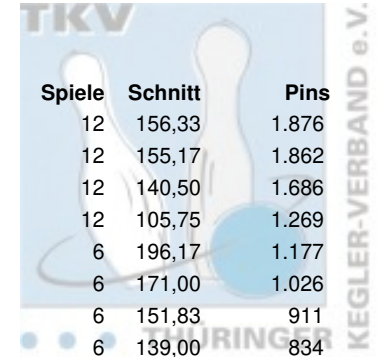 TKV
Spiele Schnitt Pins
12 156,33 1.876
12 155,17 1.862
12 140,50 1.686
12 105,75 1.269
6 196,17 1.177
6 171,00 1.026
6 151,83 911
6 139,00 834
THÜRINGER
KEGLER-VERBAND e.V.